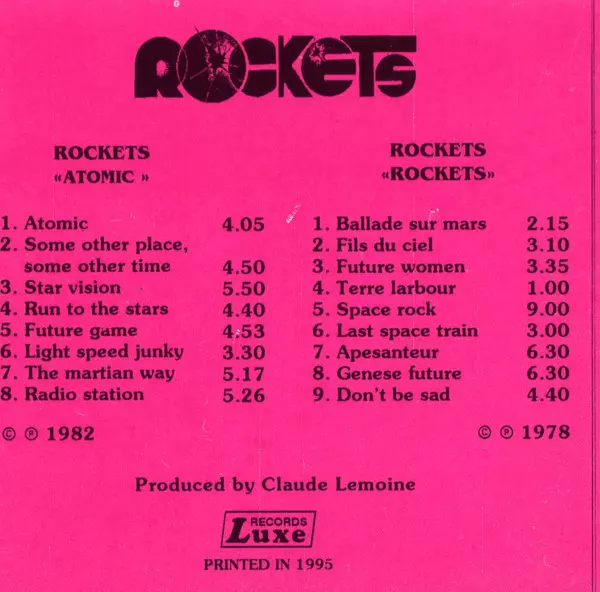 ROCKETS
ROCKETS
«ATOMIC »
1. Atomic 4.05
2. Some other place,
some other time 4.50
3. Star vision 5.50
4. Run to the stars 4.40
5. Future game 4.53
6. Light speed junky 3.30
7. The martian way 5.17
8. Radio station 5.26
© ℗ 1982
ROCKETS
«ROCKETS»
1. Ballade sur mars 2.15
2. Fils du ciel 3.10
3. Future women 3.35
4. Terre larbour 1.00
5. Space rock 9.00
6. Last space train 3.00
7. Apesanteur 6.30
8. Genese future 6.30
9. Don't be sad 4.40
© ℗ 1978
Produced by Claude Lemoine
RECORDS
Luxe
PRINTED IN 1995